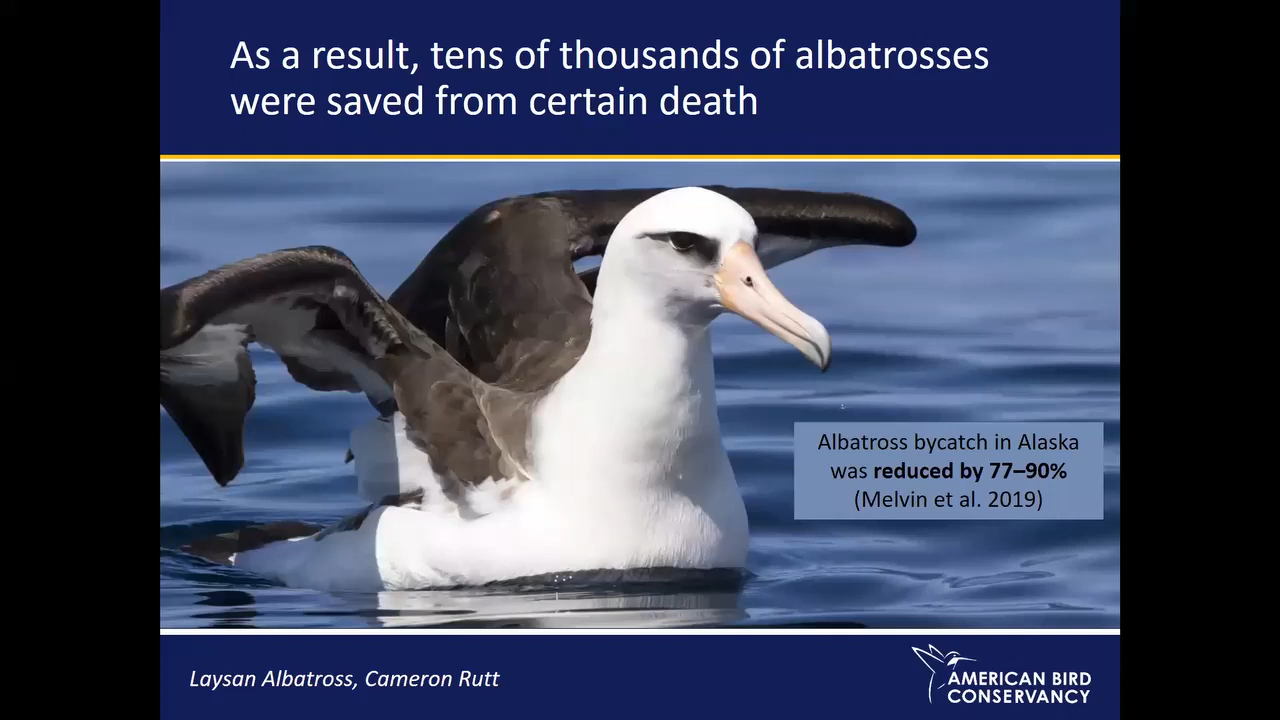 As a result, tens of thousands of albatrosses
were saved from certain death
Albatross bycatch in Alaska
was reduced by 77–90%
(Melvin et al. 2019)
Laysan Albatross, Cameron Rutt
AMERICAN BIRD
CONSERVANCY